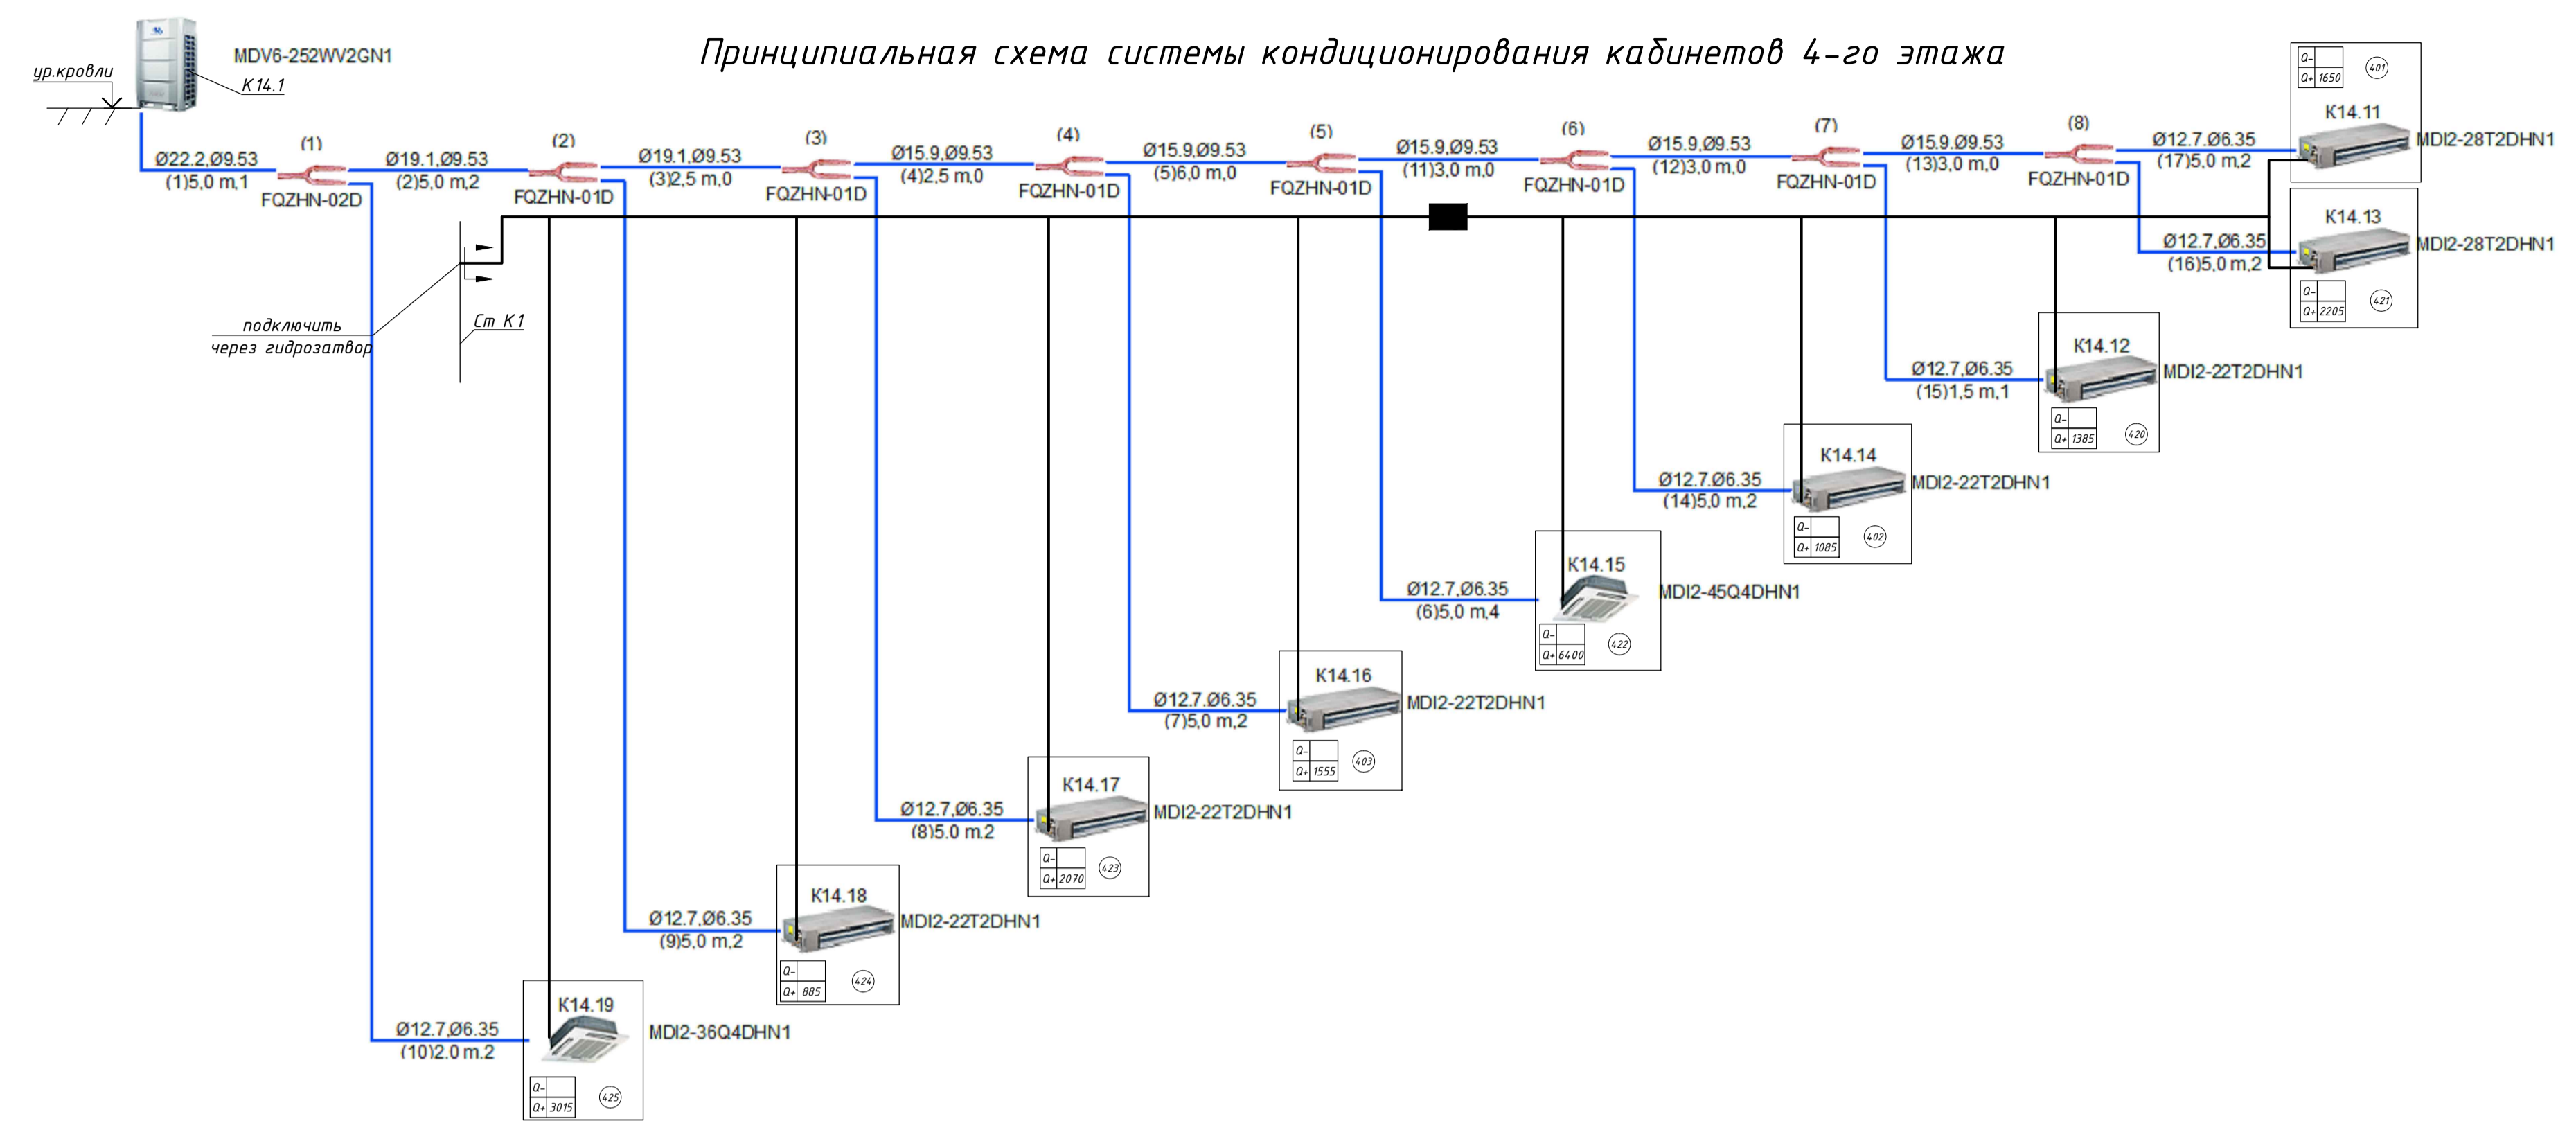 Принципиальная схема системы кондиционирования кабинетов 4-го этажа
MDV6-252WV2GN1
К14.1
ур.кровли
Ø22.2,Ø9.53
(1)5,0 m,1
(1)
FQZHN-02D
Ø19.1,Ø9.53
(2)5,0 m,2
(2)
FQZHN-01D
Ø19.1,Ø9.53
(3)2,5 m,0
(3)
FQZHN-01D
Ø15.9,Ø9.53
(4)2,5 m,0
(4)
FQZHN-01D
Ø15.9,Ø9.53
(5)6,0 m,0
(5)
FQZHN-01D
Ø15.9,Ø9.53
(11)3,0 m,0
(6)
FQZHN-01D
Ø15.9,Ø9.53
(12)3,0 m,0
(7)
FQZHN-01D
Ø15.9.Ø9.53
(13)3,0 m,0
(8)
FQZHN-01D
Ø12.7.Ø6.35
(17)5,0 m,2
Q-
Q+ 1650
401
К14.11
MDI2-28T2DHN1
Ø12.7,Ø6.35
(16)5,0 m,2
К14.13
MDI2-28T2DHN1
Q-
Q+ 2205
421
подключить
через гидрозатвор
Ст К1
Ø12.7,Ø6.35
(15)1,5 m,1
К14.12
MDI2-22T2DHN1
Q-
Q+ 1385
420
Ø12.7.Ø6.35
(14)5,0 m,2
К14.14
MDI2-22T2DHN1
Q-
Q+ 1085
402
Ø12.7,Ø6.35
(6)5,0 m,4
К14.15
MDI2-45Q4DHN1
Q-
Q+ 6400
422
Ø12.7.Ø6.35
(7)5,0 m,2
К14.16
MDI2-22T2DHN1
Q-
Q+ 1555
403
Ø12.7,Ø6.35
(8)5.0 m.2
К14.17
MDI2-22T2DHN1
Q-
Q+ 2070
423
Ø12.7,Ø6.35
(9)5,0 m,2
К14.18
MDI2-22T2DHN1
Q-
Q+ 885
424
Ø12.7,Ø6.35
(10)2.0 m.2
К14.19
MDI2-36Q4DHN1
Q-
Q+ 3015
425